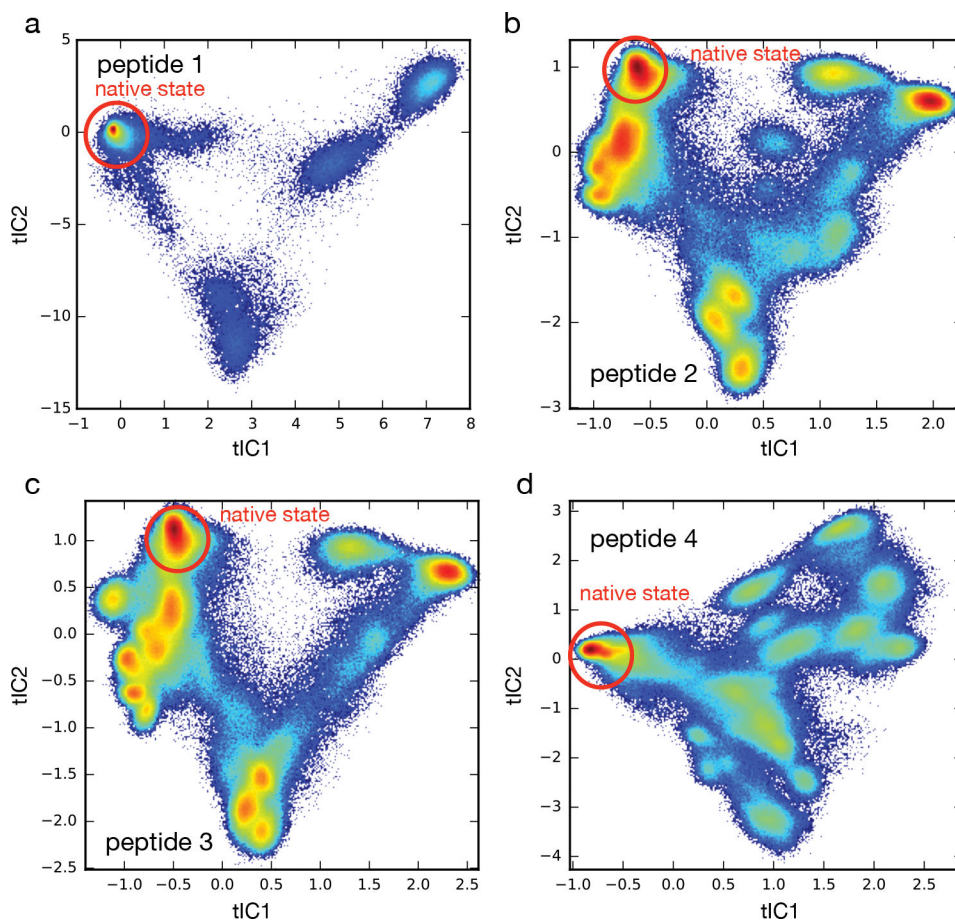 a
peptide 1
native state
5
0
−5
−10
−15
tIC2
−1 0 1 2 3 4 5 6 7 8
tIC1
b
native state
1
0
−1
−2
−3
tIC2
peptide 2
−1.0 −0.5 0.0 0.5 1.0 1.5 2.0
tIC1
c
native state
1.0
0.5
0.0
−0.5
−1.0
−1.5
−2.0
−2.5
tIC2
peptide 3
−1.0 −0.5 0.0 0.5 1.0 1.5 2.0 2.5
tIC1
d
peptide 4
native state
3
2
1
0
−1
−2
−3
−4
tIC2
−1.0 −0.5 0.0 0.5 1.0 1.5 2.0 2.5
tIC1